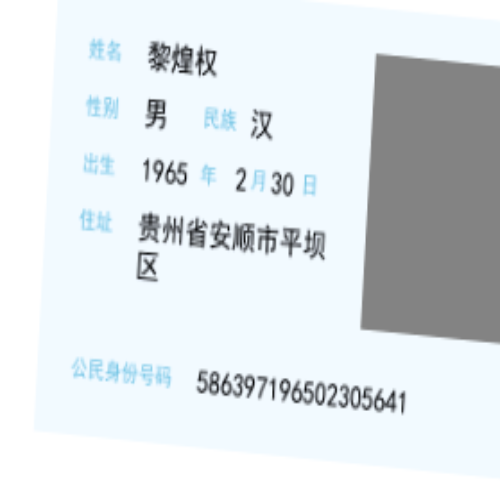 姓名 黎煌权
性别 男 民族 汉
出生 1965 年 2 月 30 日
住址 贵州省安顺市平坝
区
公民身份号码 586397196502305641